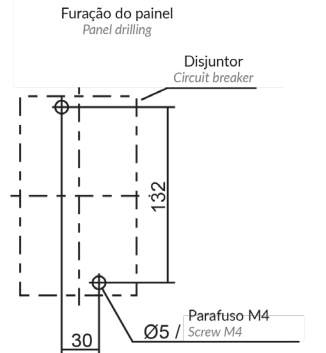 Furação do painel
Panel drilling
Disjuntor
Circuit breaker
132
Ø5 / Parafuso M4
Screw M4
30